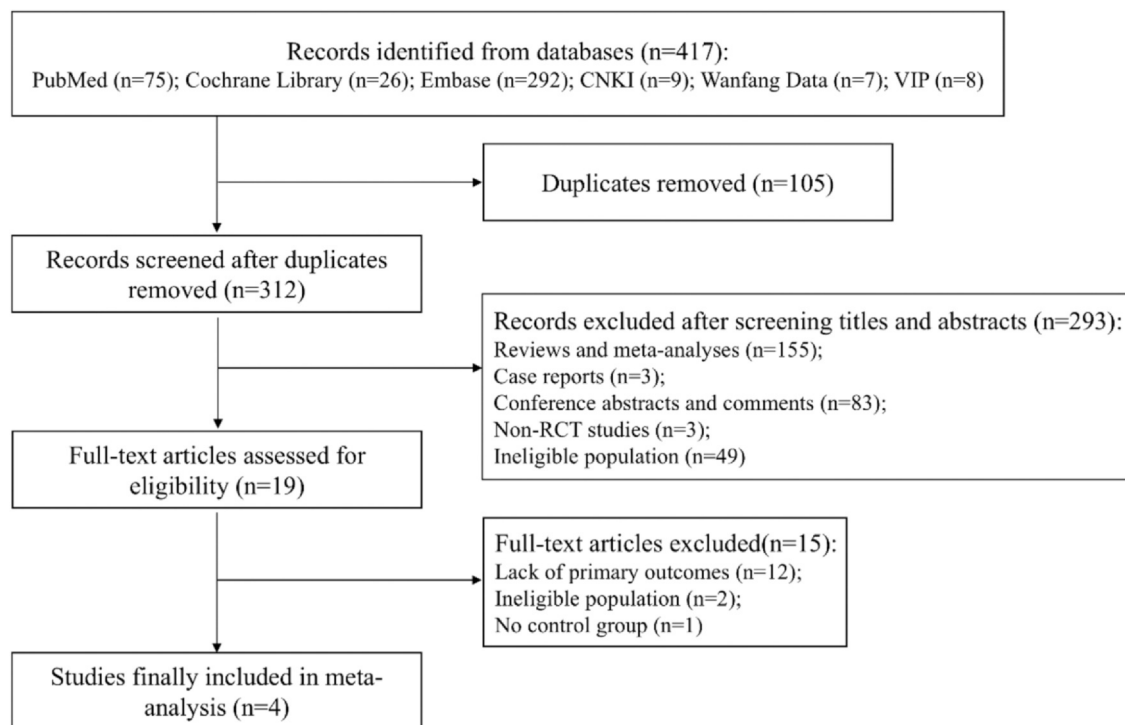 Records identified from databases (n=417):
PubMed (n=75); Cochrane Library (n=26); Embase (n=292); CNKI (n=9); Wanfang Data (n=7); VIP (n=8)
Duplicates removed (n=105)
Records screened after duplicates
removed (n=312)
Records excluded after screening titles and abstracts (n=293):
Reviews and meta-analyses (n=155);
Case reports (n=3);
Conference abstracts and comments (n=83);
Non-RCT studies (n=3);
Ineligible population (n=49)
Full-text articles assessed for
eligibility (n=19)
Full-text articles excluded(n=15):
Lack of primary outcomes (n=12);
Ineligible population (n=2);
No control group (n=1)
Studies finally included in meta-
analysis (n=4)